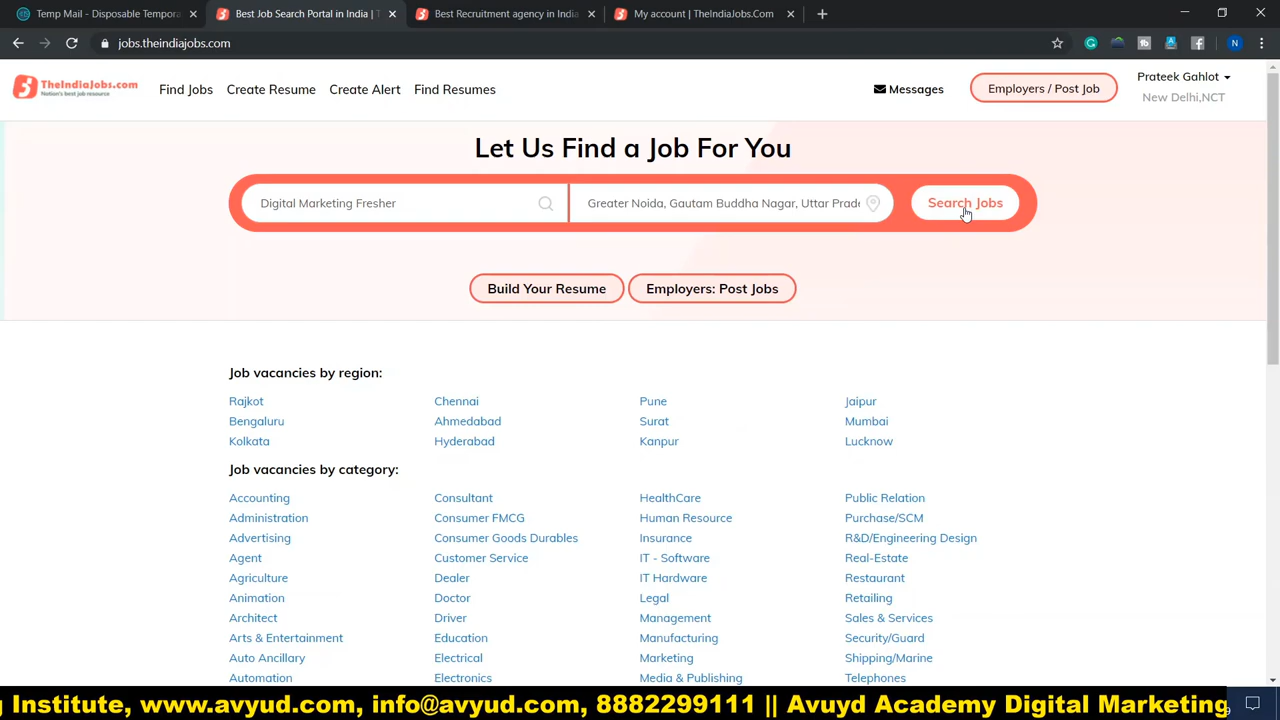 Temp Mail - Disposable Tempora
Best Job Search Portal in India | T
Best Recruitment agency in India
My account | TheIndiaJobs.Com
jobs.theindiajobs.com
N
TheIndiaJobs.com
Nation's best job resource
Find Jobs
Create Resume
Create Alert
Find Resumes
Messages
Employers / Post Job
Prateek Gahlot
New Delhi,NCT
Let Us Find a Job For You
Digital Marketing Fresher
Greater Noida, Gautam Buddha Nagar, Uttar Prade
Search Jobs
Build Your Resume
Employers: Post Jobs
Job vacancies by region:
Rajkot Chennai Pune Jaipur
Bengaluru Ahmedabad Surat Mumbai
Kolkata Hyderabad Kanpur Lucknow
Job vacancies by category:
Accounting Consultant HealthCare Public Relation
Administration Consumer FMCG Human Resource Purchase/SCM
Advertising Consumer Goods Durables Insurance R&D/Engineering Design
Agent Customer Service IT - Software Real-Estate
Agriculture Dealer IT Hardware Restaurant
Animation Doctor Legal Retailing
Architect Driver Management Sales & Services
Arts & Entertainment Education Manufacturing Security/Guard
Auto Ancillary Electrical Marketing Shipping/Marine
Automation Electronics Media & Publishing Telephones
Institute, www.avyud.com, info@avyud.com, 8882299111 || Avuyd Academy Digital Marketing